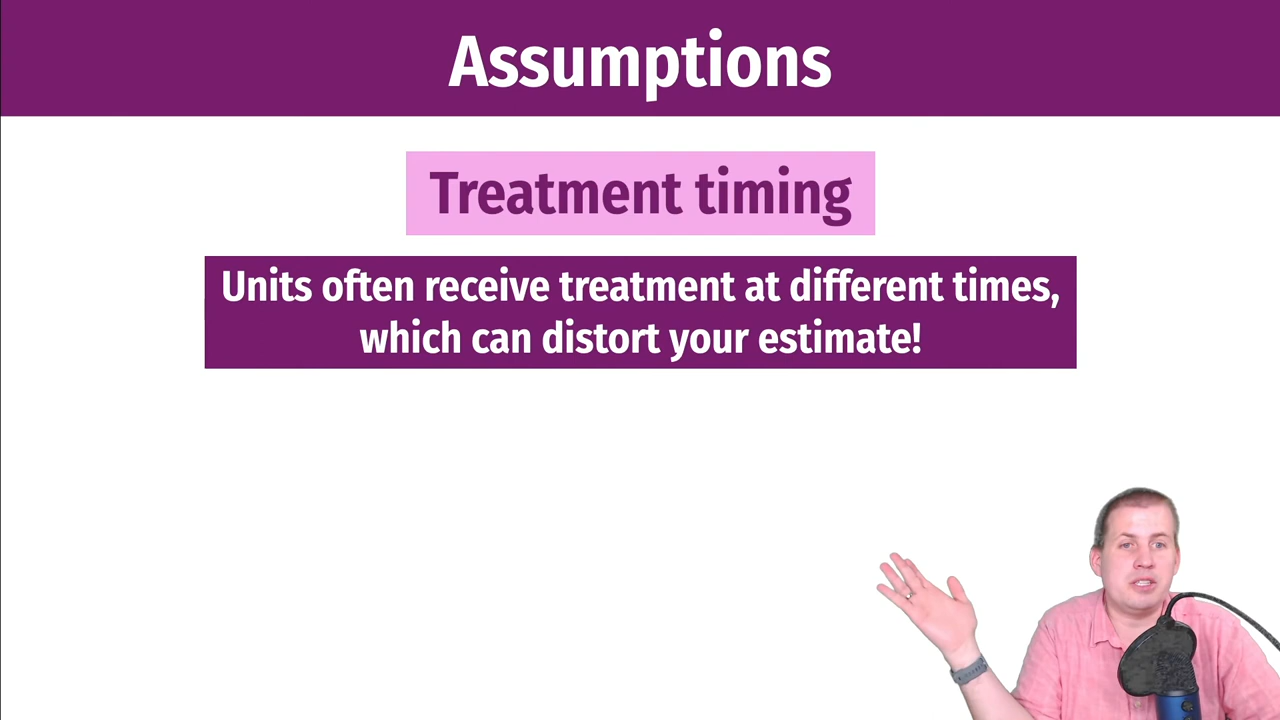 Assumptions
Treatment timing
Units often receive treatment at different times,
which can distort your estimate!